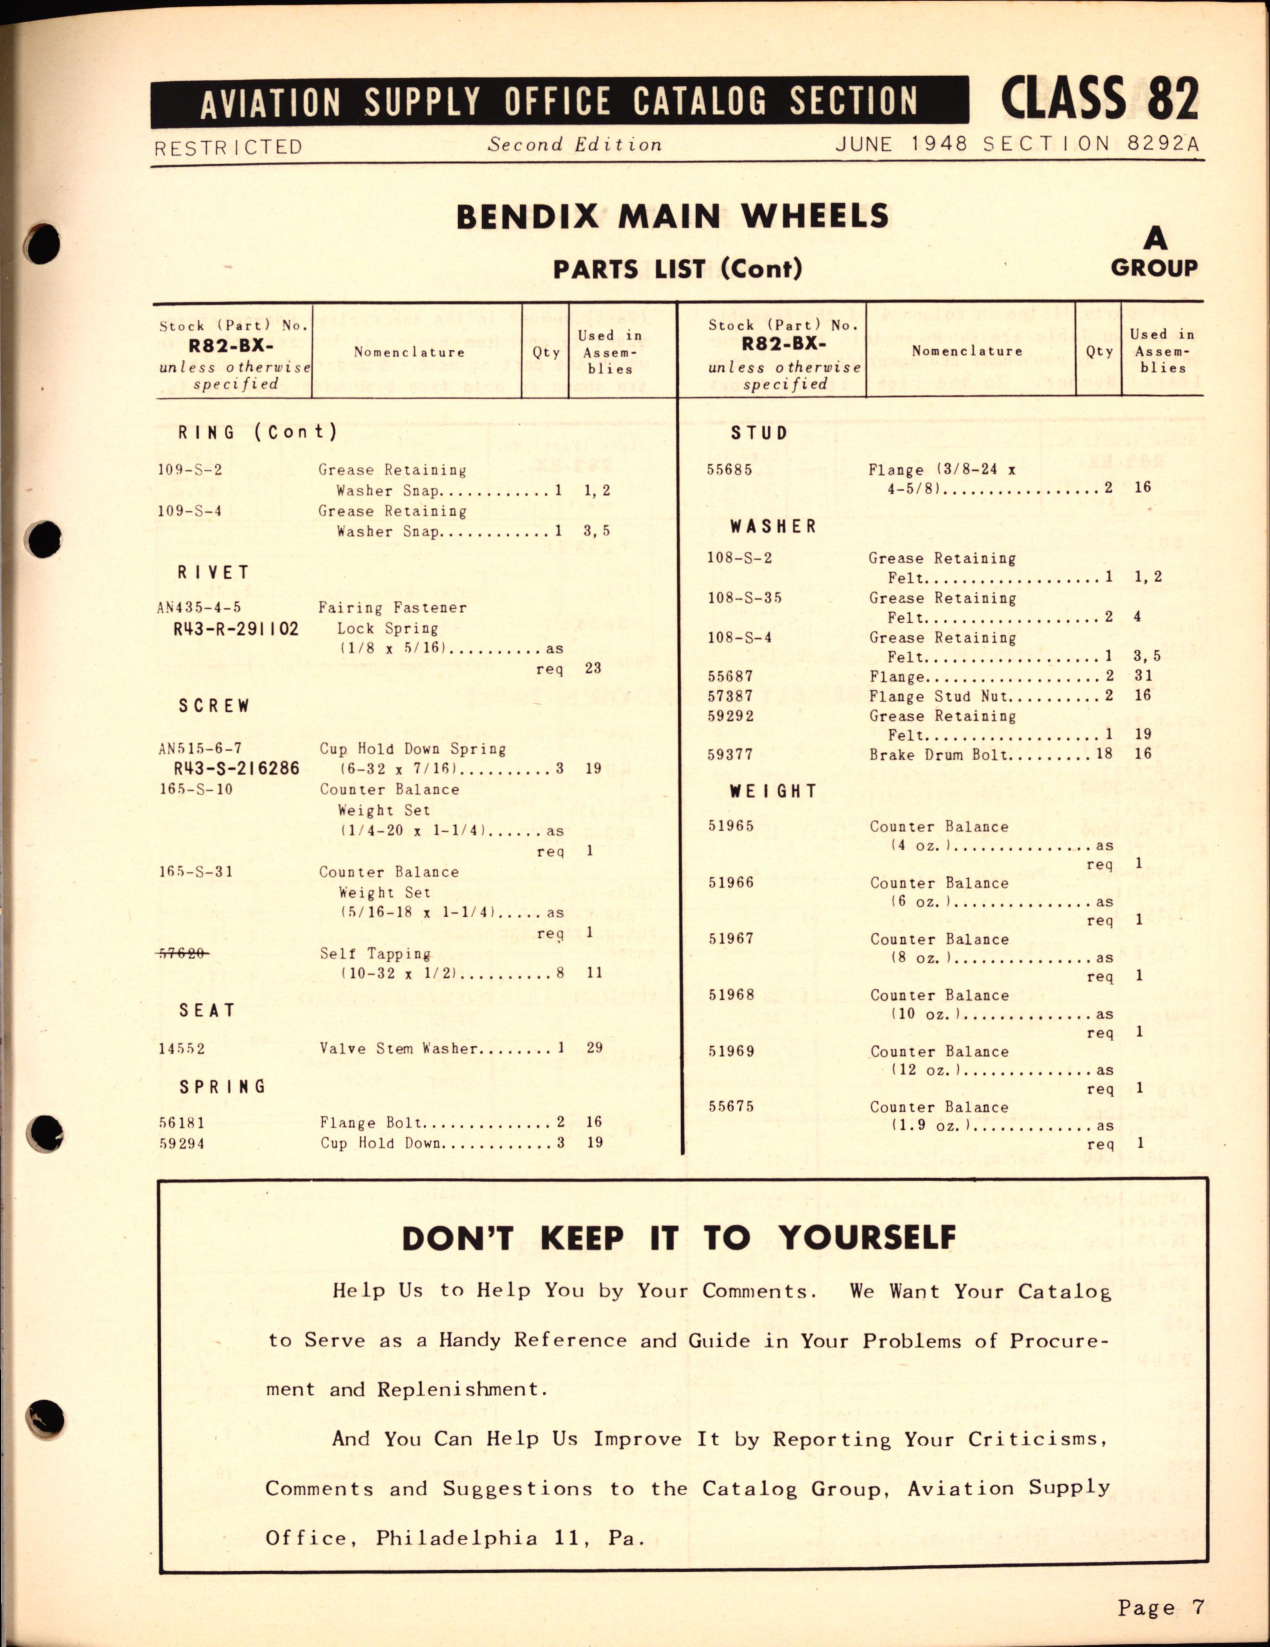 AVIATION SUPPLY OFFICE CATALOG SECTION CLASS 82
RESTRICTED Second Edition JUNE 1948 SECTION 8292A
BENDIX MAIN WHEELS
PARTS LIST (Cont)
A
GROUP
Stock (Part) No.
R82-BX-
unless otherwise
specified
Nomenclature
Qty
Used in
Assem-
blies
RING (Cont)
109-S-2 Grease Retaining
Washer Snap............ 1 1, 2
109-S-4 Grease Retaining
Washer Snap............ 1 3, 5
RIVET
AN435-4-5 Fairing Fastener
R43-R-291102 Lock Spring
(1/8 x 5/16).......... as
req 23
SCREW
AN515-6-7 Cup Hold Down Spring
R43-S-216286 (6-32 x 7/16).......... 3 19
165-S-10 Counter Balance
Weight Set
(1/4-20 x 1-1/4)...... as
req 1
165-S-31 Counter Balance
Weight Set
(5/16-18 x 1-1/4)..... as
req 1
57620 Self Tapping
(10-32 x 1/2).......... 8 11
SEAT
14552 Valve Stem Washer........ 1 29
SPRING
56181 Flange Bolt.............. 2 16
59294 Cup Hold Down............ 3 19
Stock (Part) No.
R82-BX-
unless otherwise
specified
Nomenclature
Qty
Used in
Assem-
blies
STUD
55685 Flange (3/8-24 x
4-5/8)................. 2 16
WASHER
108-S-2 Grease Retaining
Felt................... 1 1, 2
108-S-35 Grease Retaining
Felt................... 2 4
108-S-4 Grease Retaining
Felt................... 1 3, 5
55687 Flange................... 2 31
57387 Flange Stud Nut.......... 2 16
59292 Grease Retaining
Felt................... 1 19
59377 Brake Drum Bolt......... 18 16
WEIGHT
51965 Counter Balance
(4 oz.)............... as
req 1
51966 Counter Balance
(6 oz.)............... as
req 1
51967 Counter Balance
(8 oz.)............... as
req 1
51968 Counter Balance
(10 oz.).............. as
req 1
51969 Counter Balance
(12 oz.).............. as
req 1
55675 Counter Balance
(1.9 oz.)............. as
req 1
DON'T KEEP IT TO YOURSELF
Help Us to Help You by Your Comments. We Want Your Catalog
to Serve as a Handy Reference and Guide in Your Problems of Procure-
ment and Replenishment.
And You Can Help Us Improve It by Reporting Your Criticisms,
Comments and Suggestions to the Catalog Group, Aviation Supply
Office, Philadelphia 11, Pa.
Page 7